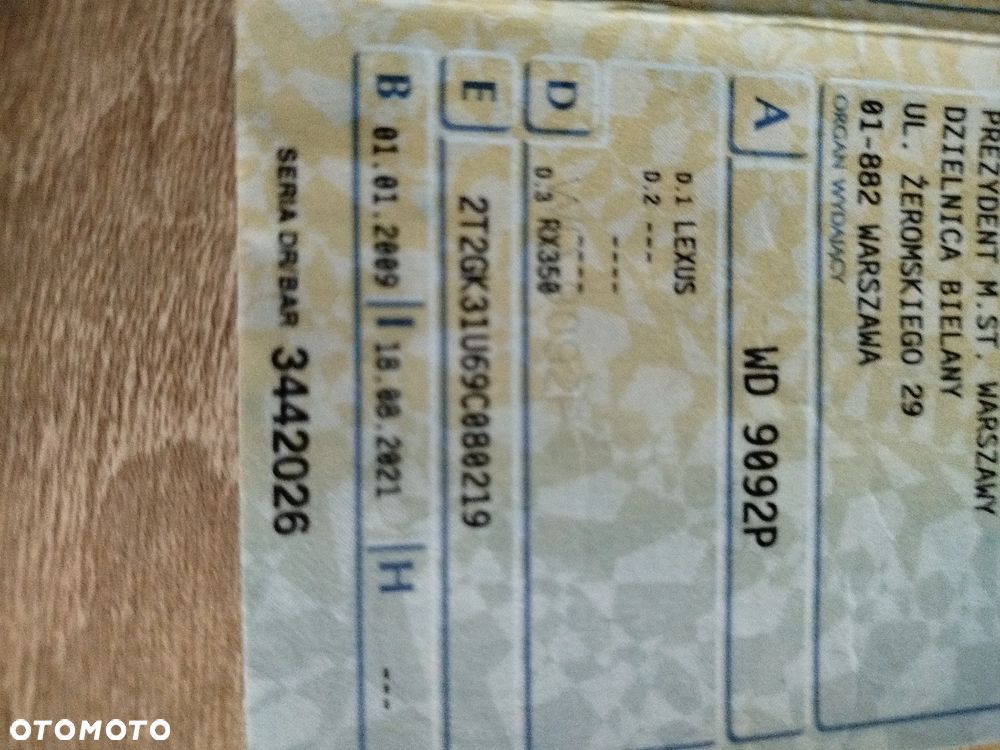 PREZYDENT M.ST. WARSZAWY
DZIELNICA BIELANY
UL. ŻEROMSKIEGO 29
01-882 WARSZAWA
ORGAN WYDAJĄCY
A WD 9092P
D.1 LEXUS
D.2 ---
----
----
D D.3 RX350
E 2T2GK31U69C080219
B 01.01.2009 I 18.08.2021 H ---
SERIA DR/BAR 3442026
OTOMOTO